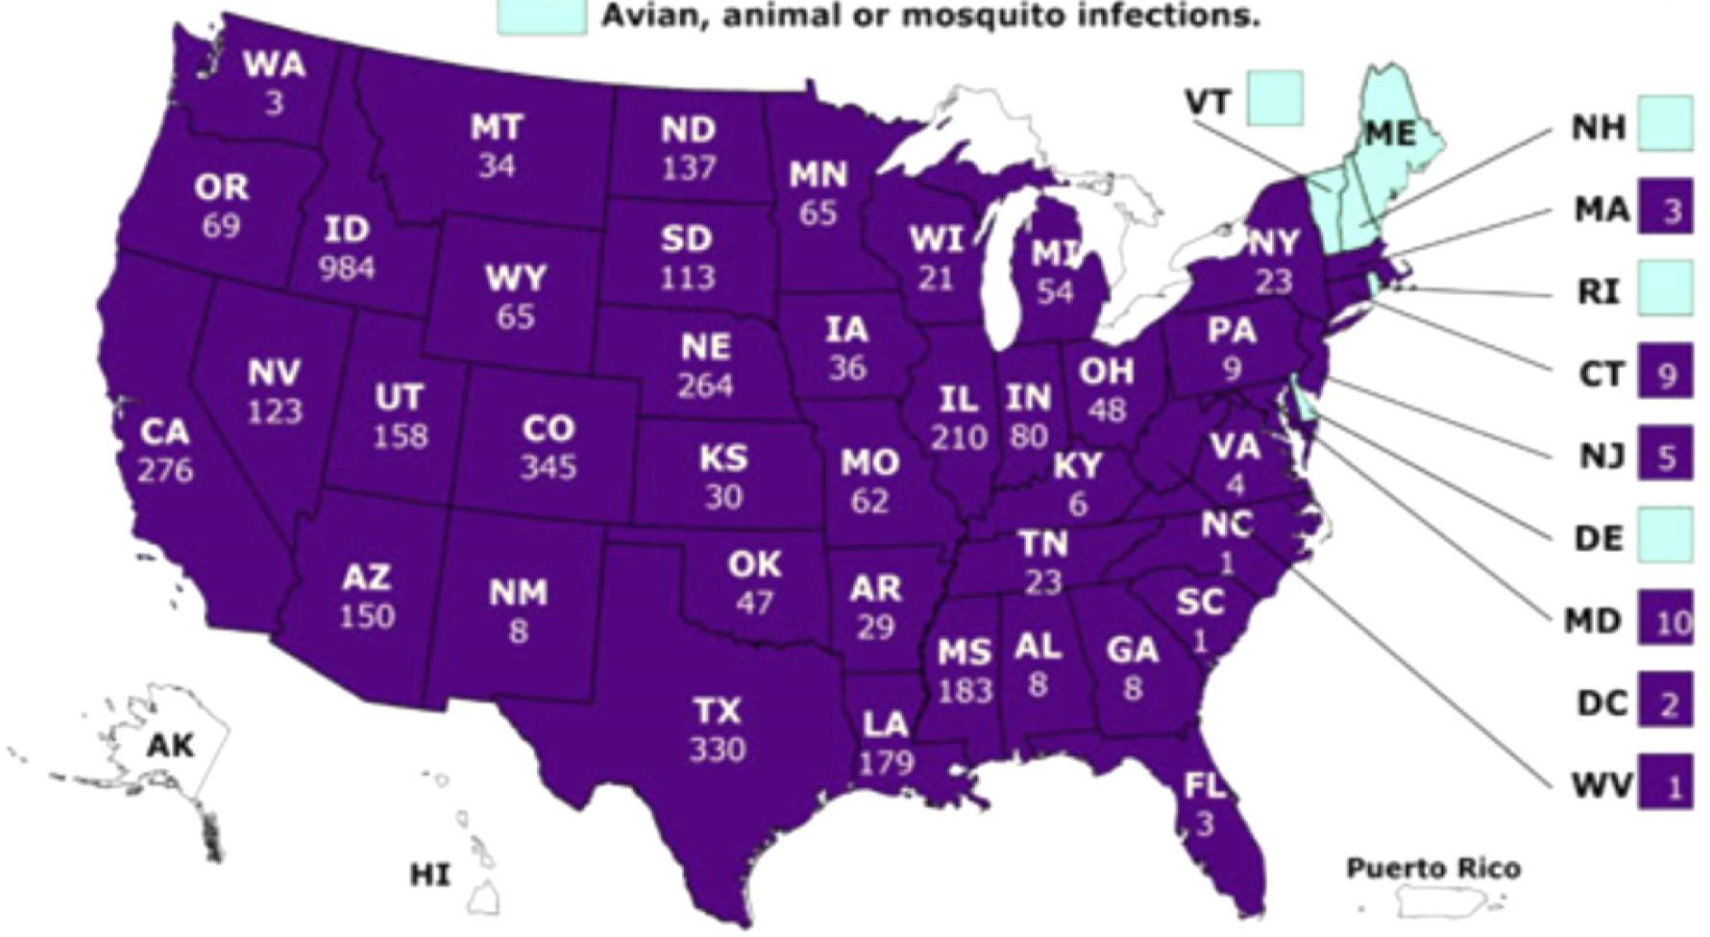 Avian, animal or mosquito infections.
WA
3
MT
34
ND
137
MN
65
VT
ME
NH
OR
69
ID
984
SD
113
WI
21
MI
54
NY
23
MA 3
WY
65
RI
NV
123
UT
158
NE
264
IA
36
IL
210
IN
80
OH
48
PA
9
CT 9
CA
276
CO
345
KS
30
MO
62
KY
6
VA
4
NJ 5
AZ
150
NM
8
OK
47
AR
29
TN
23
NC
1
DE
SC
1
MD 10
TX
330
LA
179
MS
183
AL
8
GA
8
DC 2
AK
FL
3
WV 1
HI
Puerto Rico